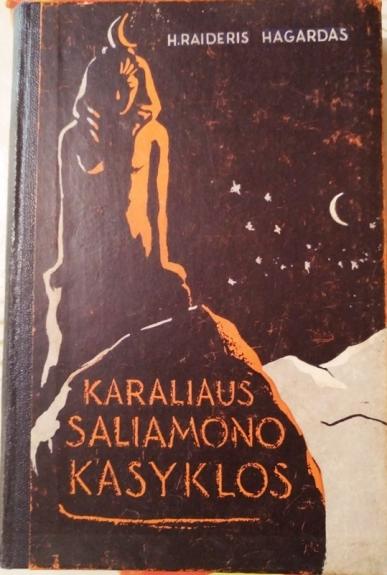 H.RAIDERIS HAGARDAS
KARALIAUS
SALIAMONO
KASYKLOS